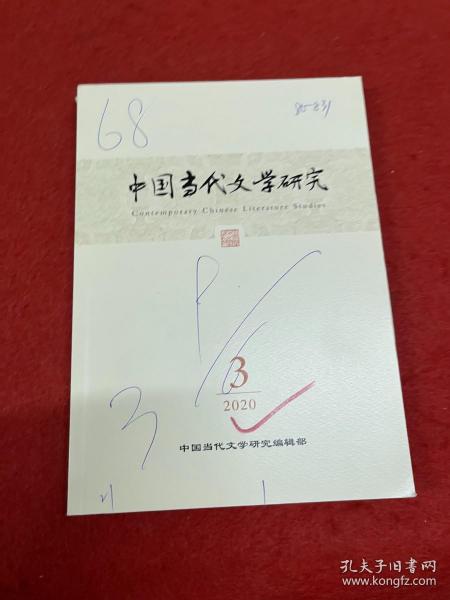 68
中国当代文学研究
Contemporary Chinese Literature Studies
P
3
2020
3
中国当代文学研究编辑部
孔夫子旧书网
www.kongfz.com